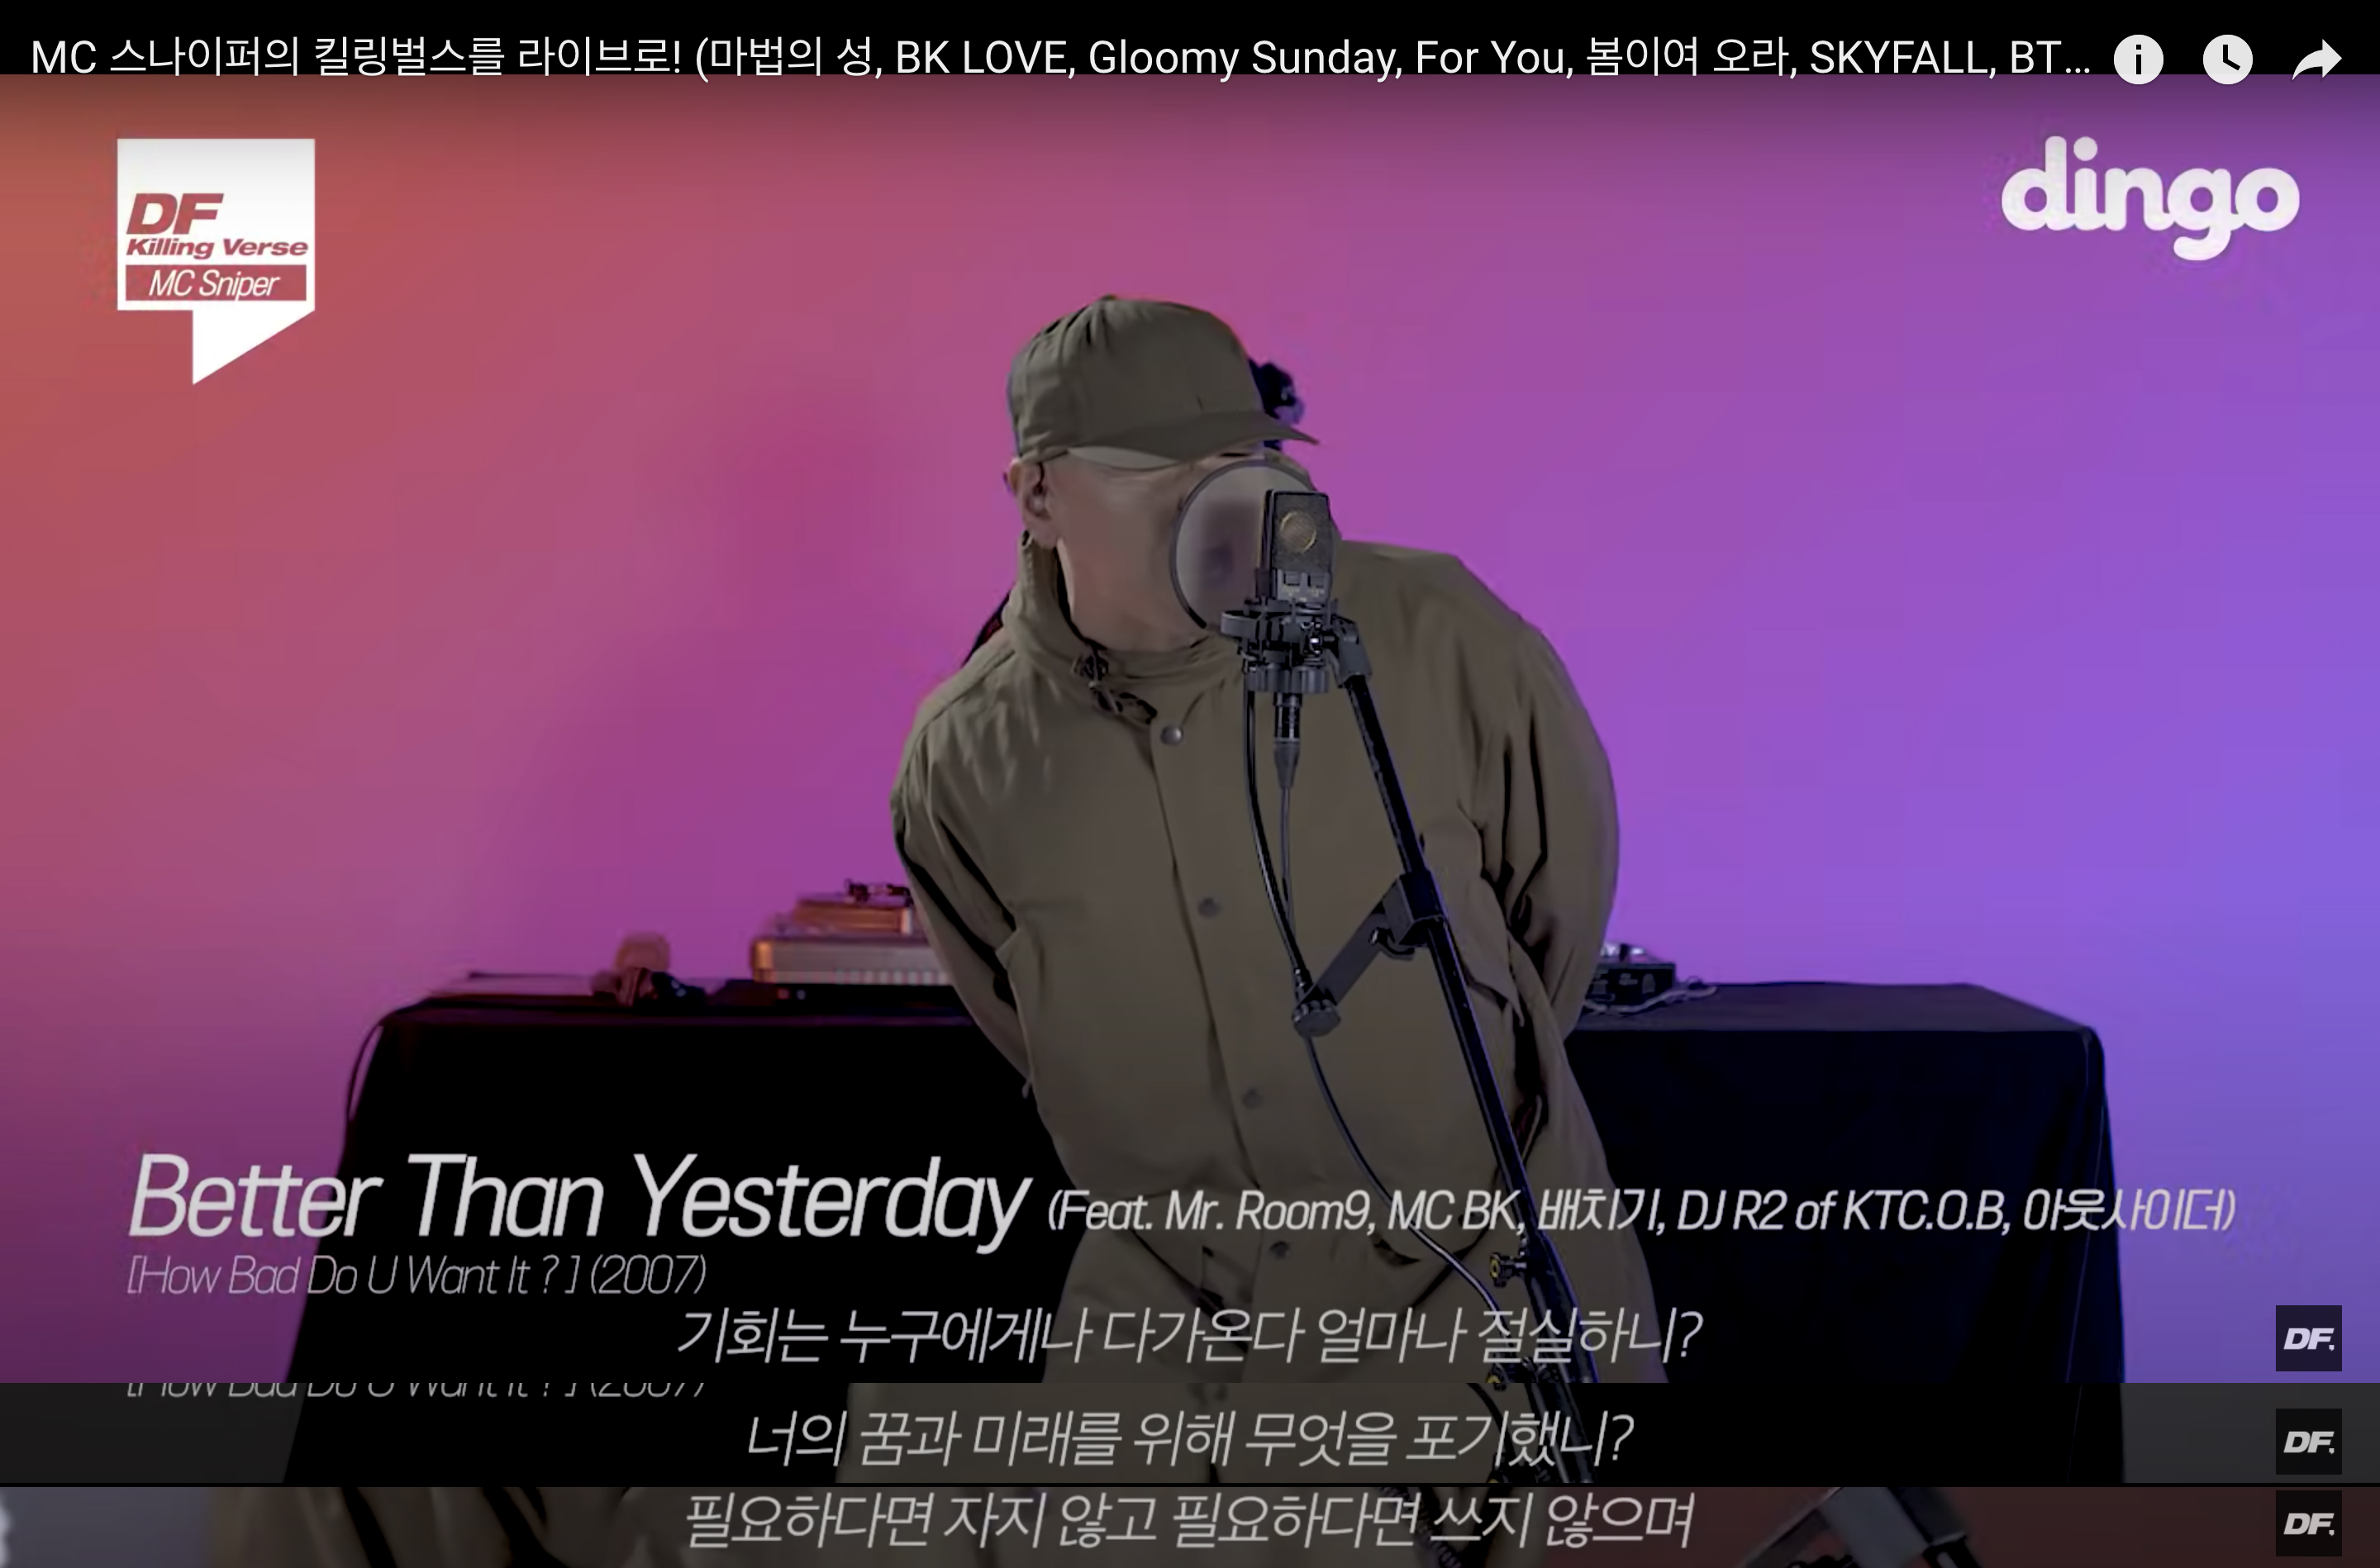 MC 스나이퍼의 킬링벌스를 라이브로! (마법의 성, BK LOVE, Gloomy Sunday, For You, 봄이여 오라, SKYFALL, BT...
DF
Killing Verse
MC Sniper
dingo
Better Than Yesterday (Feat. Mr. Room9, MC BK, 배치기, DJ R2 of KTC.O.B, 아웃사이더)
[How Bad Do U Want It ? ] (2007)
기회는 누구에게나 다가온다 얼마나 절실하니?
DF.
[How Bad Do U Want It ? ] (2007)
너의 꿈과 미래를 위해 무엇을 포기했니?
DF.
필요하다면 자지 않고 필요하다면 쓰지 않으며
DF.